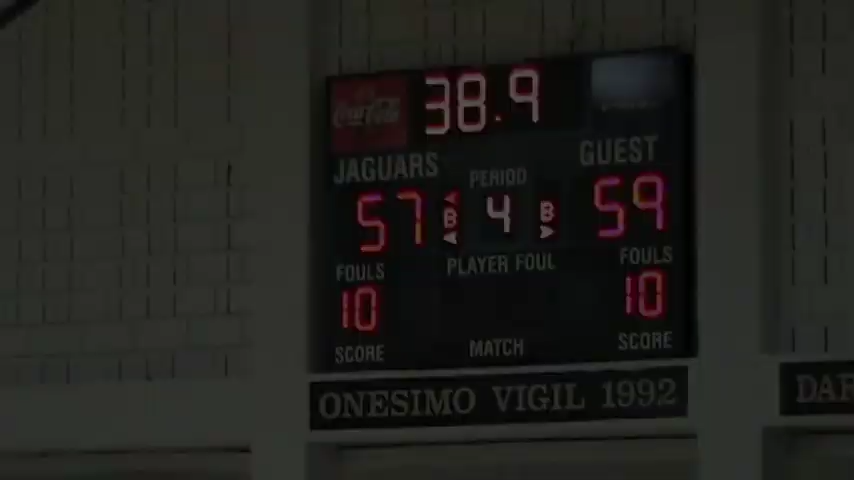 Coca-Cola 38.9
JAGUARS GUEST
PERIOD
57 B 4 B 59
FOULS PLAYER FOUL FOULS
10 10
SCORE MATCH SCORE
ONESIMO VIGIL 1992
DAR